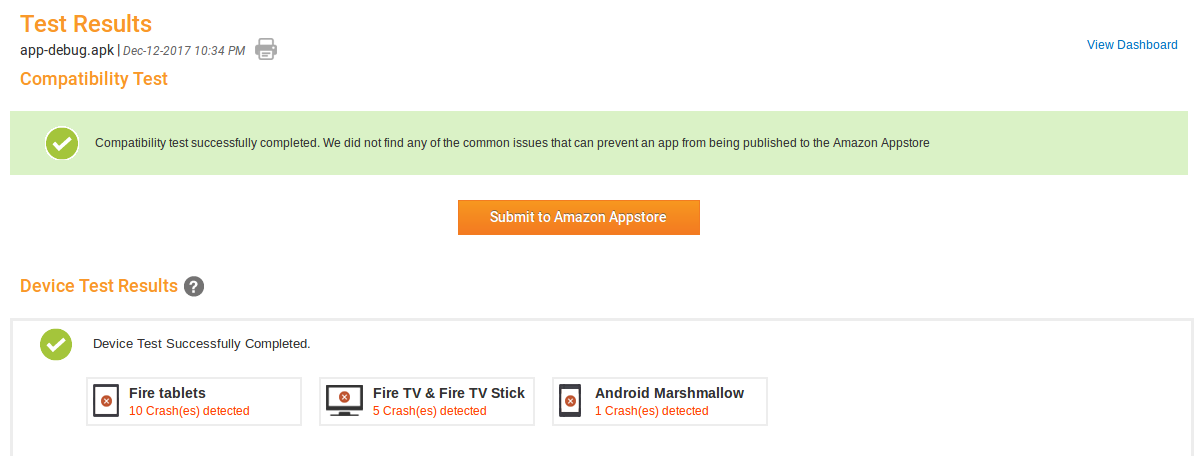 Test Results
app-debug.apk | Dec-12-2017 10:34 PM
View Dashboard
Compatibility Test
Compatibility test successfully completed. We did not find any of the common issues that can prevent an app from being published to the Amazon Appstore
Submit to Amazon Appstore
Device Test Results ?
Device Test Successfully Completed.
Fire tablets
10 Crash(es) detected
Fire TV & Fire TV Stick
5 Crash(es) detected
Android Marshmallow
1 Crash(es) detected